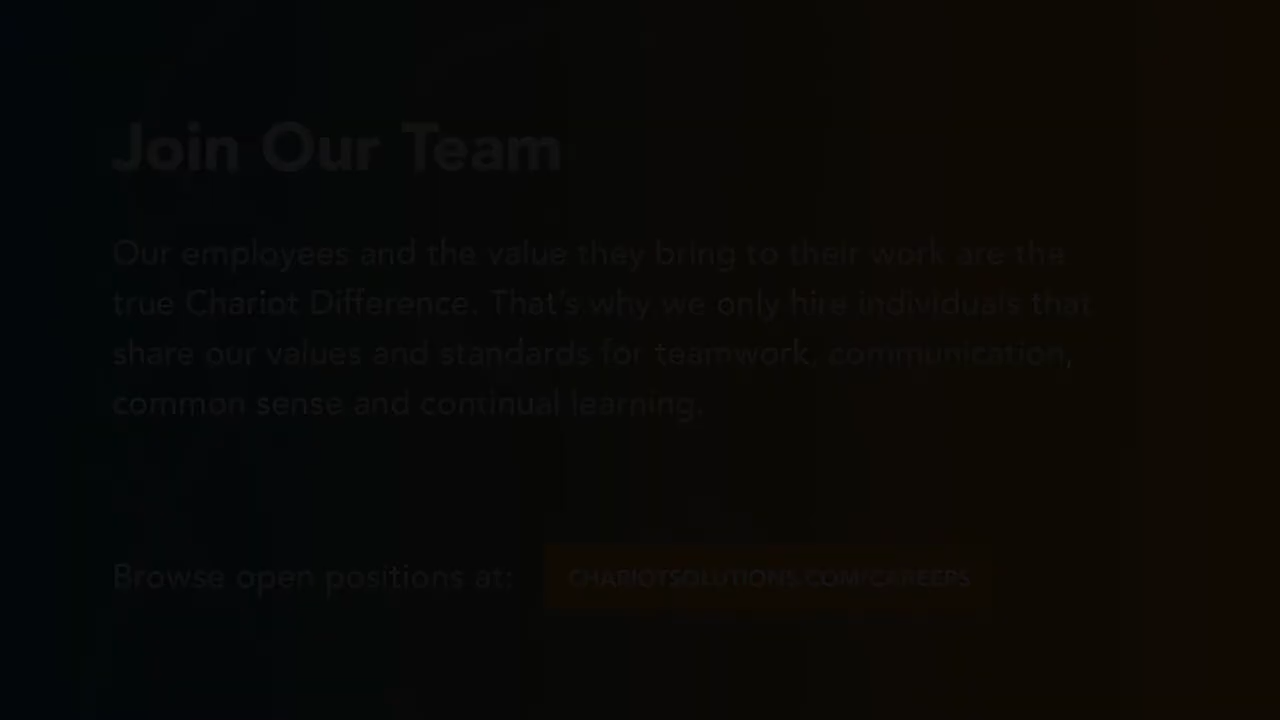 Join Our Team
Our employees and the value they bring to their work are the
true Chariot Difference. That's why we only hire individuals that
share our values and standards for teamwork, communication,
common sense and continual learning.
Browse open positions at:
CHARIOTSOLUTIONS.COM/CAREERS